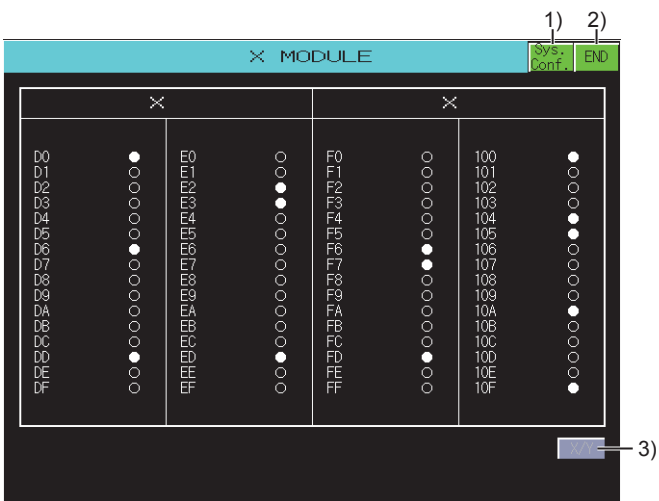 1) 2)
X MODULE Sys. Conf. END
X X
D0 E0 F0 100
D1 E1 F1 101
D2 E2 F2 102
D3 E3 F3 103
D4 E4 F4 104
D5 E5 F5 105
D6 E6 F6 106
D7 E7 F7 107
D8 E8 F8 108
D9 E9 F9 109
DA EA FA 10A
DB EB FB 10B
DC EC FC 10C
DD ED FD 10D
DE EE FE 10E
DF EF FF 10F
X/Y 3)